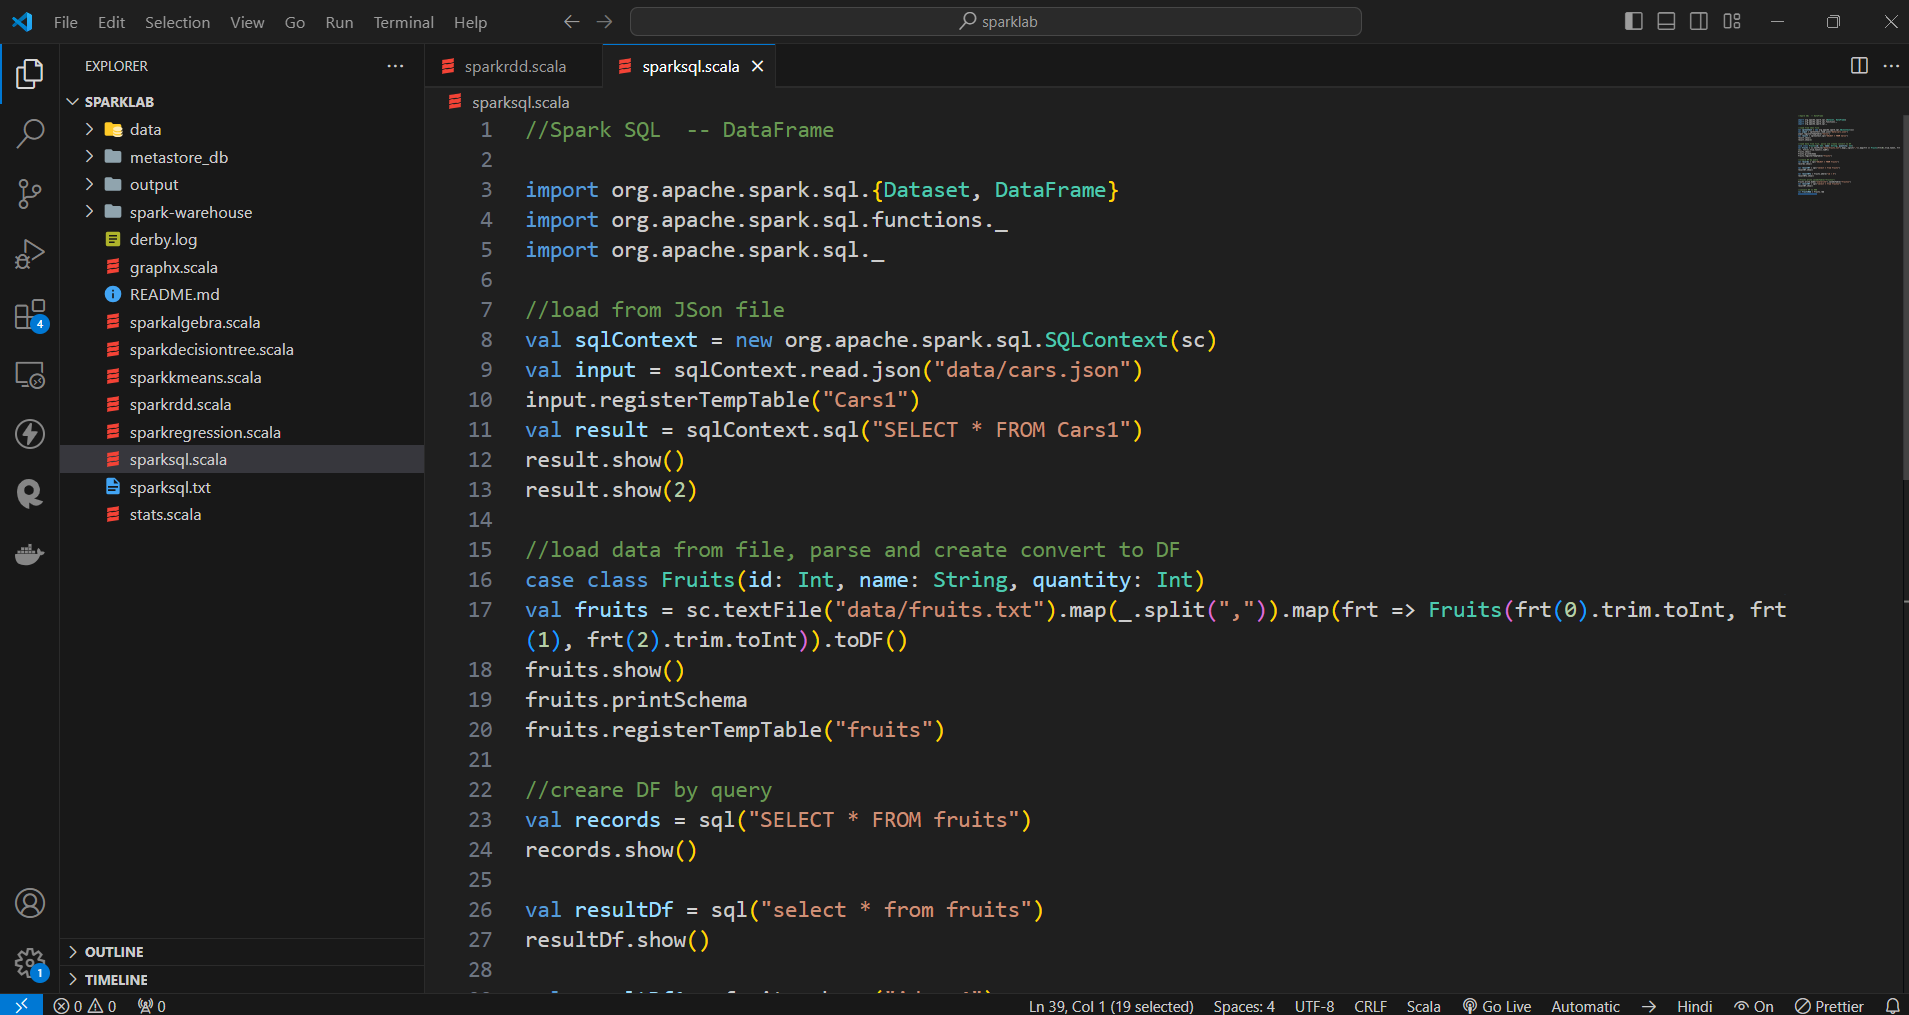 File Edit Selection View Go Run Terminal Help
sparklab
EXPLORER
SPARKLAB
data
metastore_db
output
spark-warehouse
derby.log
graphx.scala
README.md
sparkalgebra.scala
sparkdecisiontree.scala
sparkkmeans.scala
sparkrdd.scala
sparkregression.scala
sparksql.scala
sparksql.txt
stats.scala
OUTLINE
TIMELINE
4
1
sparkrdd.scala sparksql.scala
sparksql.scala
1 //Spark SQL  -- DataFrame
2
3 import org.apache.spark.sql.{Dataset, DataFrame}
4 import org.apache.spark.sql.functions._
5 import org.apache.spark.sql._
6
7 //load from JSon file
8 val sqlContext = new org.apache.spark.sql.SQLContext(sc)
9 val input = sqlContext.read.json("data/cars.json")
10 input.registerTempTable("Cars1")
11 val result = sqlContext.sql("SELECT * FROM Cars1")
12 result.show()
13 result.show(2)
14
15 //load data from file, parse and create convert to DF
16 case class Fruits(id: Int, name: String, quantity: Int)
17 val fruits = sc.textFile("data/fruits.txt").map(_.split(",")).map(frt => Fruits(frt(0).trim.toInt, frt
(1), frt(2).trim.toInt)).toDF()
18 fruits.show()
19 fruits.printSchema
20 fruits.registerTempTable("fruits")
21
22 //creare DF by query
23 val records = sql("SELECT * FROM fruits")
24 records.show()
25
26 val resultDf = sql("select * from fruits")
27 resultDf.show()
28
0 0 0 Ln 39, Col 1 (19 selected) Spaces: 4 UTF-8 CRLF Scala Go Live Automatic Hindi On Prettier